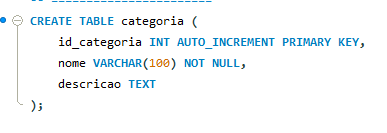 CREATE TABLE categoria (
id_categoria INT AUTO_INCREMENT PRIMARY KEY,
nome VARCHAR(100) NOT NULL,
descricao TEXT
);